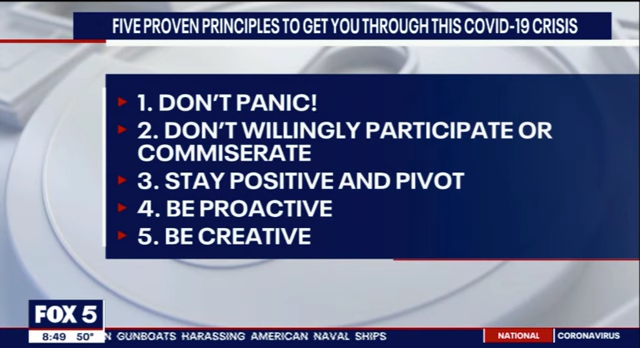 FIVE PROVEN PRINCIPLES TO GET YOU THROUGH THIS COVID-19 CRISIS
1. DON'T PANIC!
2. DON'T WILLINGLY PARTICIPATE OR
COMMISERATE
3. STAY POSITIVE AND PIVOT
4. BE PROACTIVE
5. BE CREATIVE
FOX 5
8:49 50° GUNBOATS HARASSING AMERICAN NAVAL SHIPS NATIONAL CORONAVIRUS